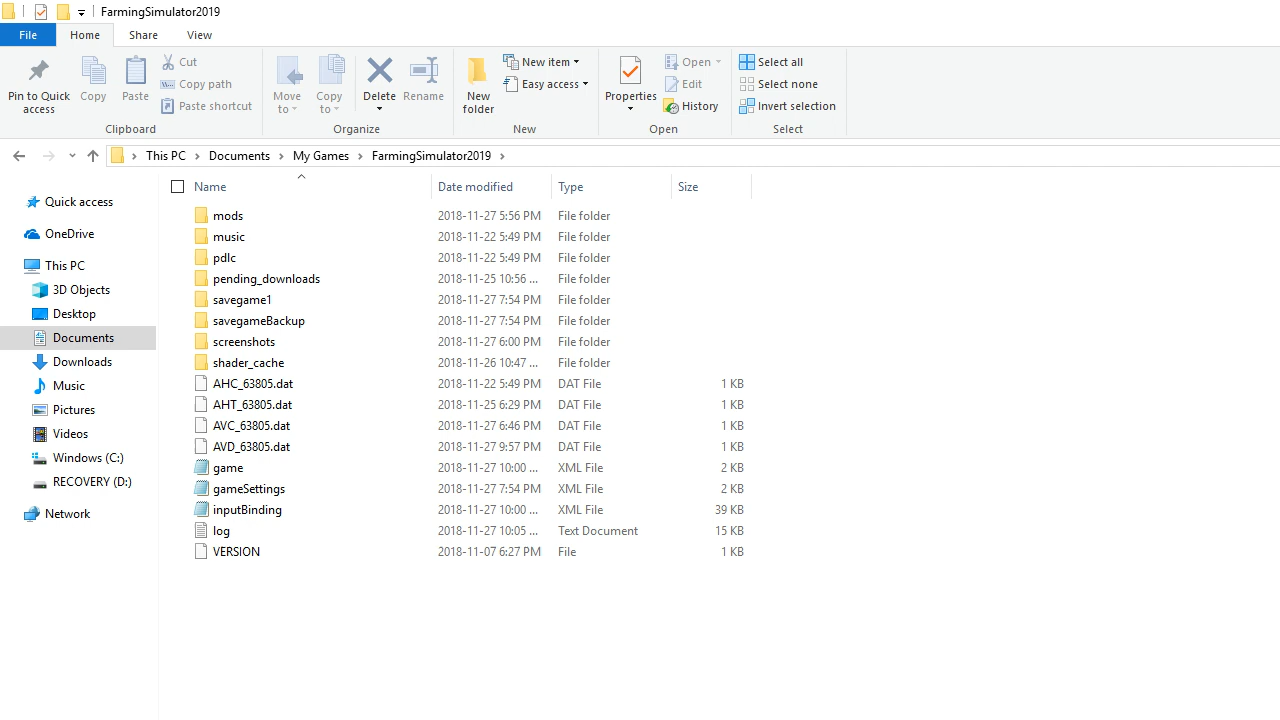 FarmingSimulator2019
File Home Share View
Pin to Quick access
Copy
Paste
Cut
Copy path
Paste shortcut
Clipboard
Move to
Copy to
Delete
Rename
Organize
New folder
New item
Easy access
New
Properties
Open
Edit
History
Open
Select all
Select none
Invert selection
Select
This PC > Documents > My Games > FarmingSimulator2019 >
Quick access
OneDrive
This PC
3D Objects
Desktop
Documents
Downloads
Music
Pictures
Videos
Windows (C:)
RECOVERY (D:)
Network
Name Date modified Type Size
mods 2018-11-27 5:56 PM File folder
music 2018-11-22 5:49 PM File folder
pdlc 2018-11-22 5:49 PM File folder
pending_downloads 2018-11-25 10:56 ... File folder
savegame1 2018-11-27 7:54 PM File folder
savegameBackup 2018-11-27 7:54 PM File folder
screenshots 2018-11-27 6:00 PM File folder
shader_cache 2018-11-26 10:47 ... File folder
AHC_63805.dat 2018-11-22 5:49 PM DAT File 1 KB
AHT_63805.dat 2018-11-25 6:29 PM DAT File 1 KB
AVC_63805.dat 2018-11-27 6:46 PM DAT File 1 KB
AVD_63805.dat 2018-11-27 9:57 PM DAT File 1 KB
game 2018-11-27 10:00 ... XML File 2 KB
gameSettings 2018-11-27 7:54 PM XML File 2 KB
inputBinding 2018-11-27 10:00 ... XML File 39 KB
log 2018-11-27 10:05 ... Text Document 15 KB
VERSION 2018-11-07 6:27 PM File 1 KB